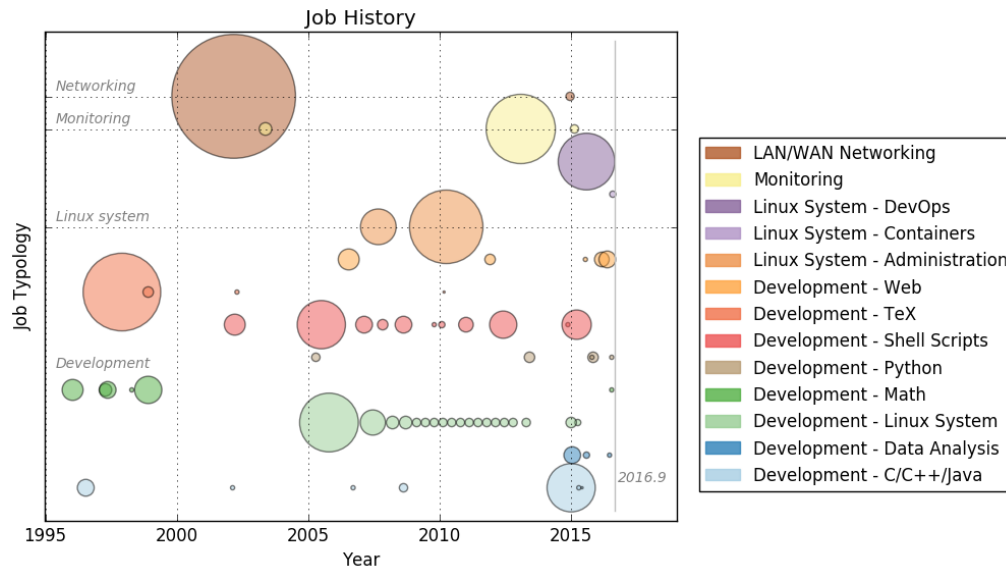 Job History
Networking
Monitoring
Linux system
Development
2016.9
Job Typology
1995 2000 2005 2010 2015
Year
LAN/WAN Networking
Monitoring
Linux System - DevOps
Linux System - Containers
Linux System - Administration
Development - Web
Development - TeX
Development - Shell Scripts
Development - Python
Development - Math
Development - Linux System
Development - Data Analysis
Development - C/C++/Java